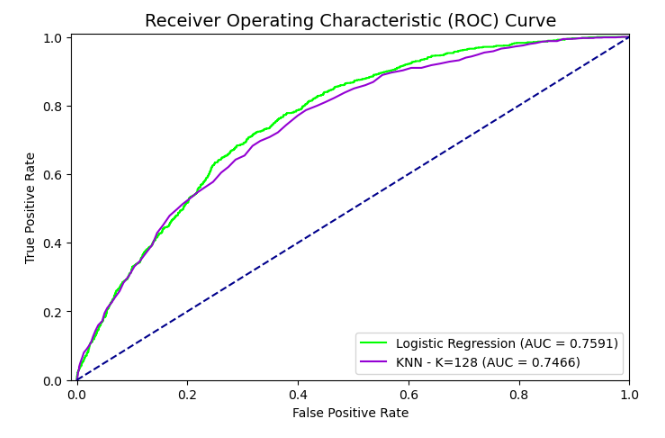 Receiver Operating Characteristic (ROC) Curve
1.0
0.8
0.6
0.4
0.2
0.0
True Positive Rate
Logistic Regression (AUC = 0.7591)
KNN - K=128 (AUC = 0.7466)
0.0 0.2 0.4 0.6 0.8 1.0
False Positive Rate